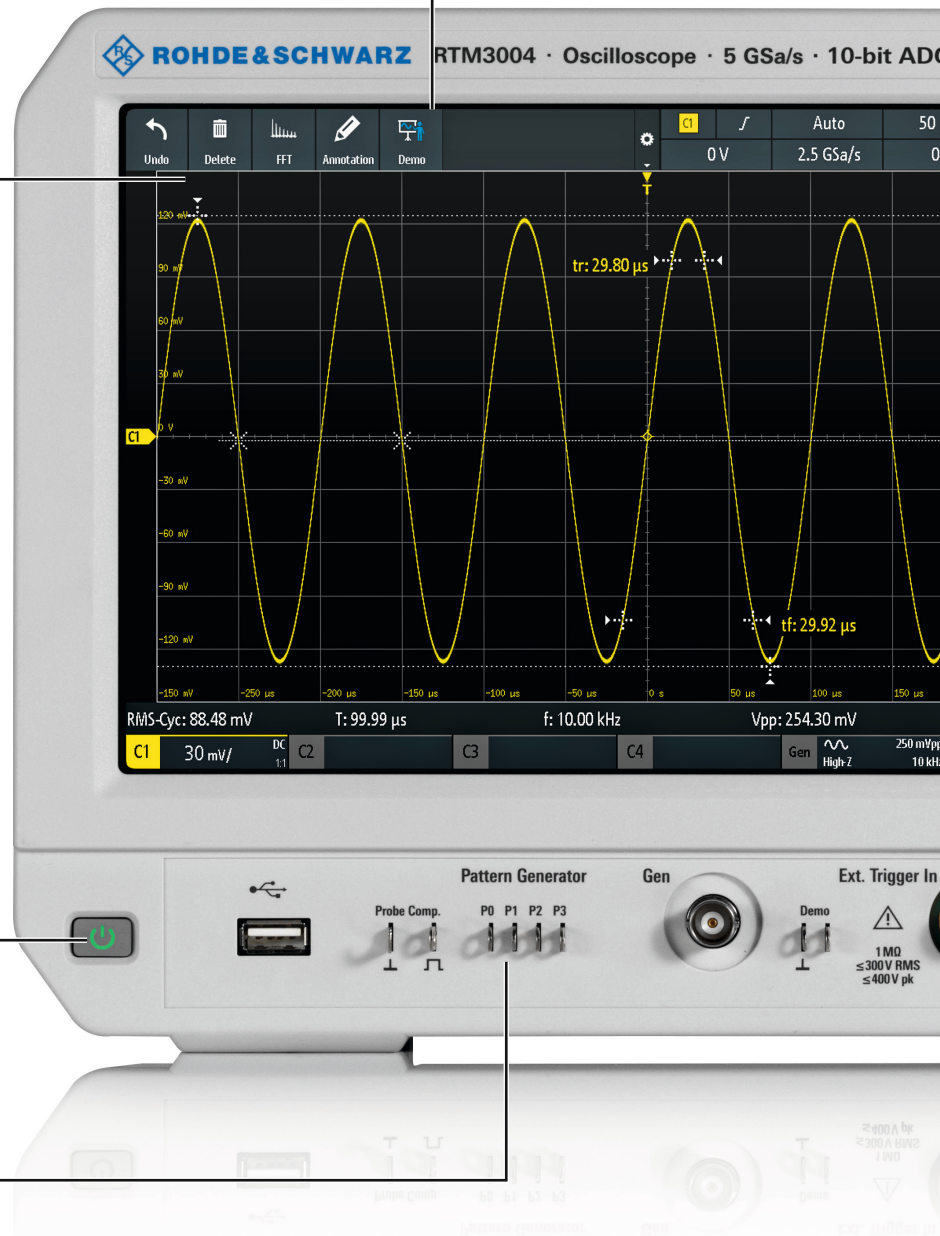 ROHDE&SCHWARZ RTM3004 · Oscilloscope · 5 GSa/s · 10-bit ADC
Undo Delete FFT Annotation Demo
C1 Auto 50
0 V 2.5 GSa/s 0
T
120 mV
90 mV
tr: 29.80 µs
60 mV
30 mV
C1 0 V
-30 mV
-60 mV
-90 mV
tf: 29.92 µs
-120 mV
-150 mV -250 µs -200 µs -150 µs -100 µs -50 µs 0 s 50 µs 100 µs 150 µs
RMS-Cyc: 88.48 mV T: 99.99 µs f: 10.00 kHz Vpp: 254.30 mV
C1 30 mV/ DC 1:1 C2 C3 C4 Gen High-Z 250 mVpp 10 kHz
Pattern Generator Gen Ext. Trigger In
Probe Comp. P0 P1 P2 P3 Demo
1 MΩ
≤300 V RMS
≤400 V pk